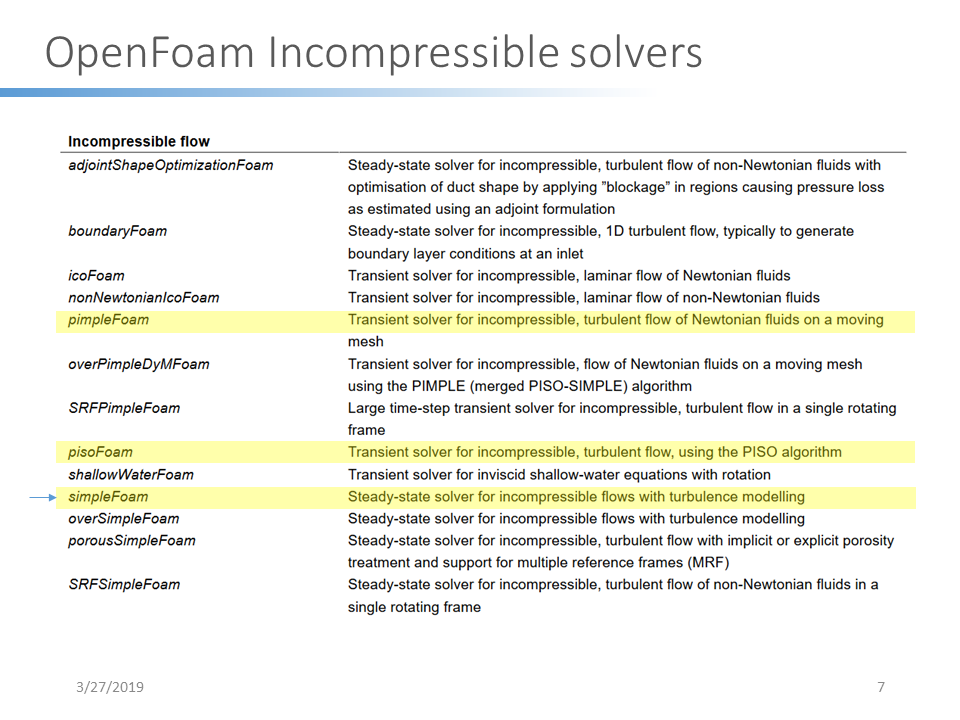 OpenFoam Incompressible solvers
Incompressible flow
adjointShapeOptimizationFoam Steady-state solver for incompressible, turbulent flow of non-Newtonian fluids with
optimisation of duct shape by applying ”blockage” in regions causing pressure loss
as estimated using an adjoint formulation
boundaryFoam Steady-state solver for incompressible, 1D turbulent flow, typically to generate
boundary layer conditions at an inlet
icoFoam Transient solver for incompressible, laminar flow of Newtonian fluids
nonNewtonianIcoFoam Transient solver for incompressible, laminar flow of non-Newtonian fluids
pimpleFoam Transient solver for incompressible, turbulent flow of Newtonian fluids on a moving
mesh
overPimpleDyMFoam Transient solver for incompressible, flow of Newtonian fluids on a moving mesh
using the PIMPLE (merged PISO-SIMPLE) algorithm
SRFPimpleFoam Large time-step transient solver for incompressible, turbulent flow in a single rotating
frame
pisoFoam Transient solver for incompressible, turbulent flow, using the PISO algorithm
shallowWaterFoam Transient solver for inviscid shallow-water equations with rotation
simpleFoam Steady-state solver for incompressible flows with turbulence modelling
overSimpleFoam Steady-state solver for incompressible flows with turbulence modelling
porousSimpleFoam Steady-state solver for incompressible, turbulent flow with implicit or explicit porosity
treatment and support for multiple reference frames (MRF)
SRFSimpleFoam Steady-state solver for incompressible, turbulent flow of non-Newtonian fluids in a
single rotating frame
3/27/2019 7